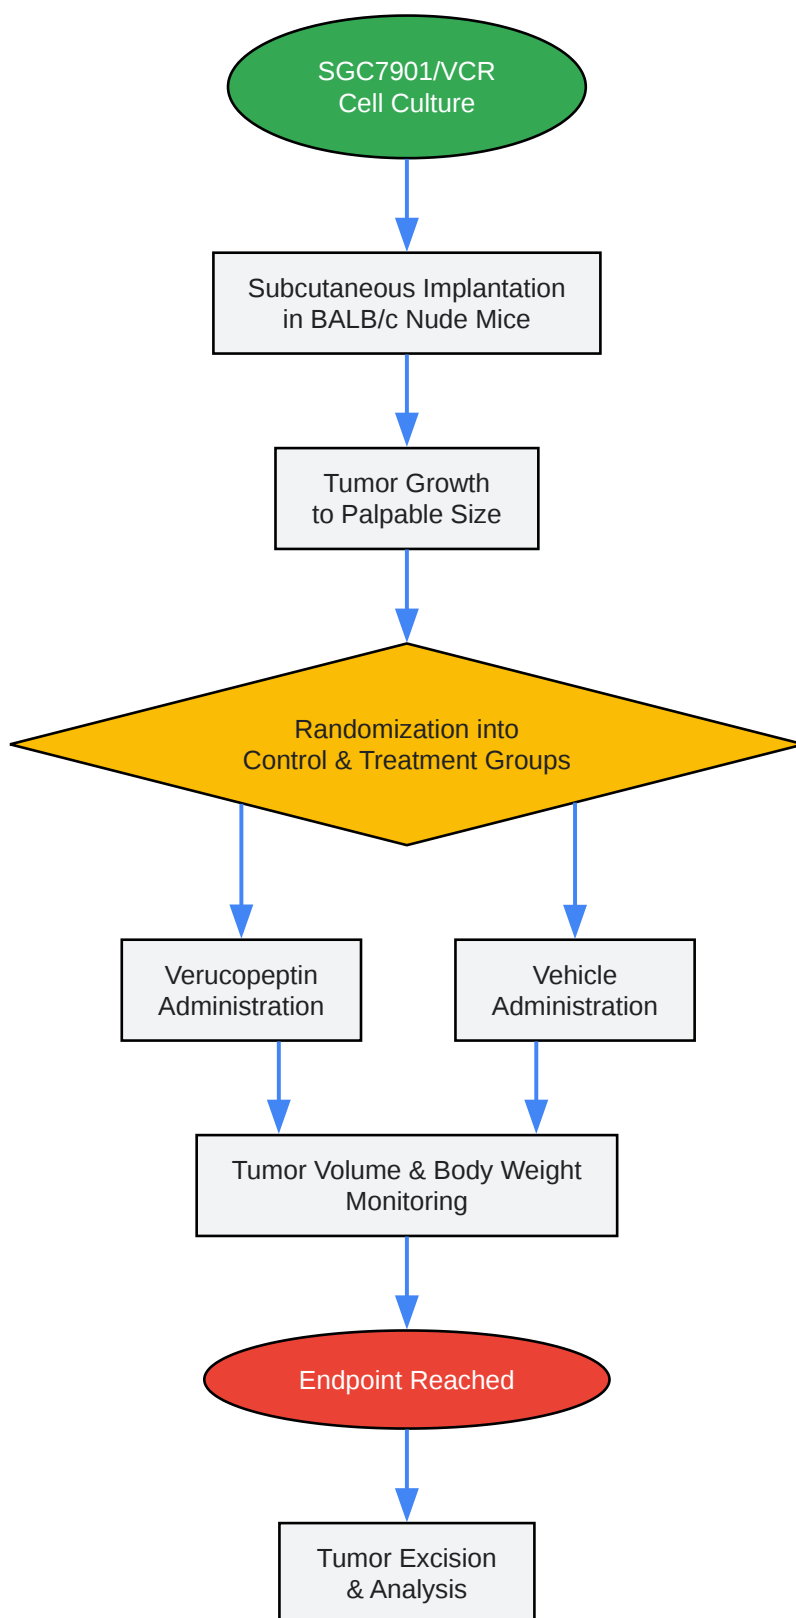 SGC7901/VCR
Cell Culture
Subcutaneous Implantation
in BALB/c Nude Mice
Tumor Growth
to Palpable Size
Randomization into
Control & Treatment Groups
Verucopeptin
Administration
Vehicle
Administration
Tumor Volume & Body Weight
Monitoring
Endpoint Reached
Tumor Excision
& Analysis